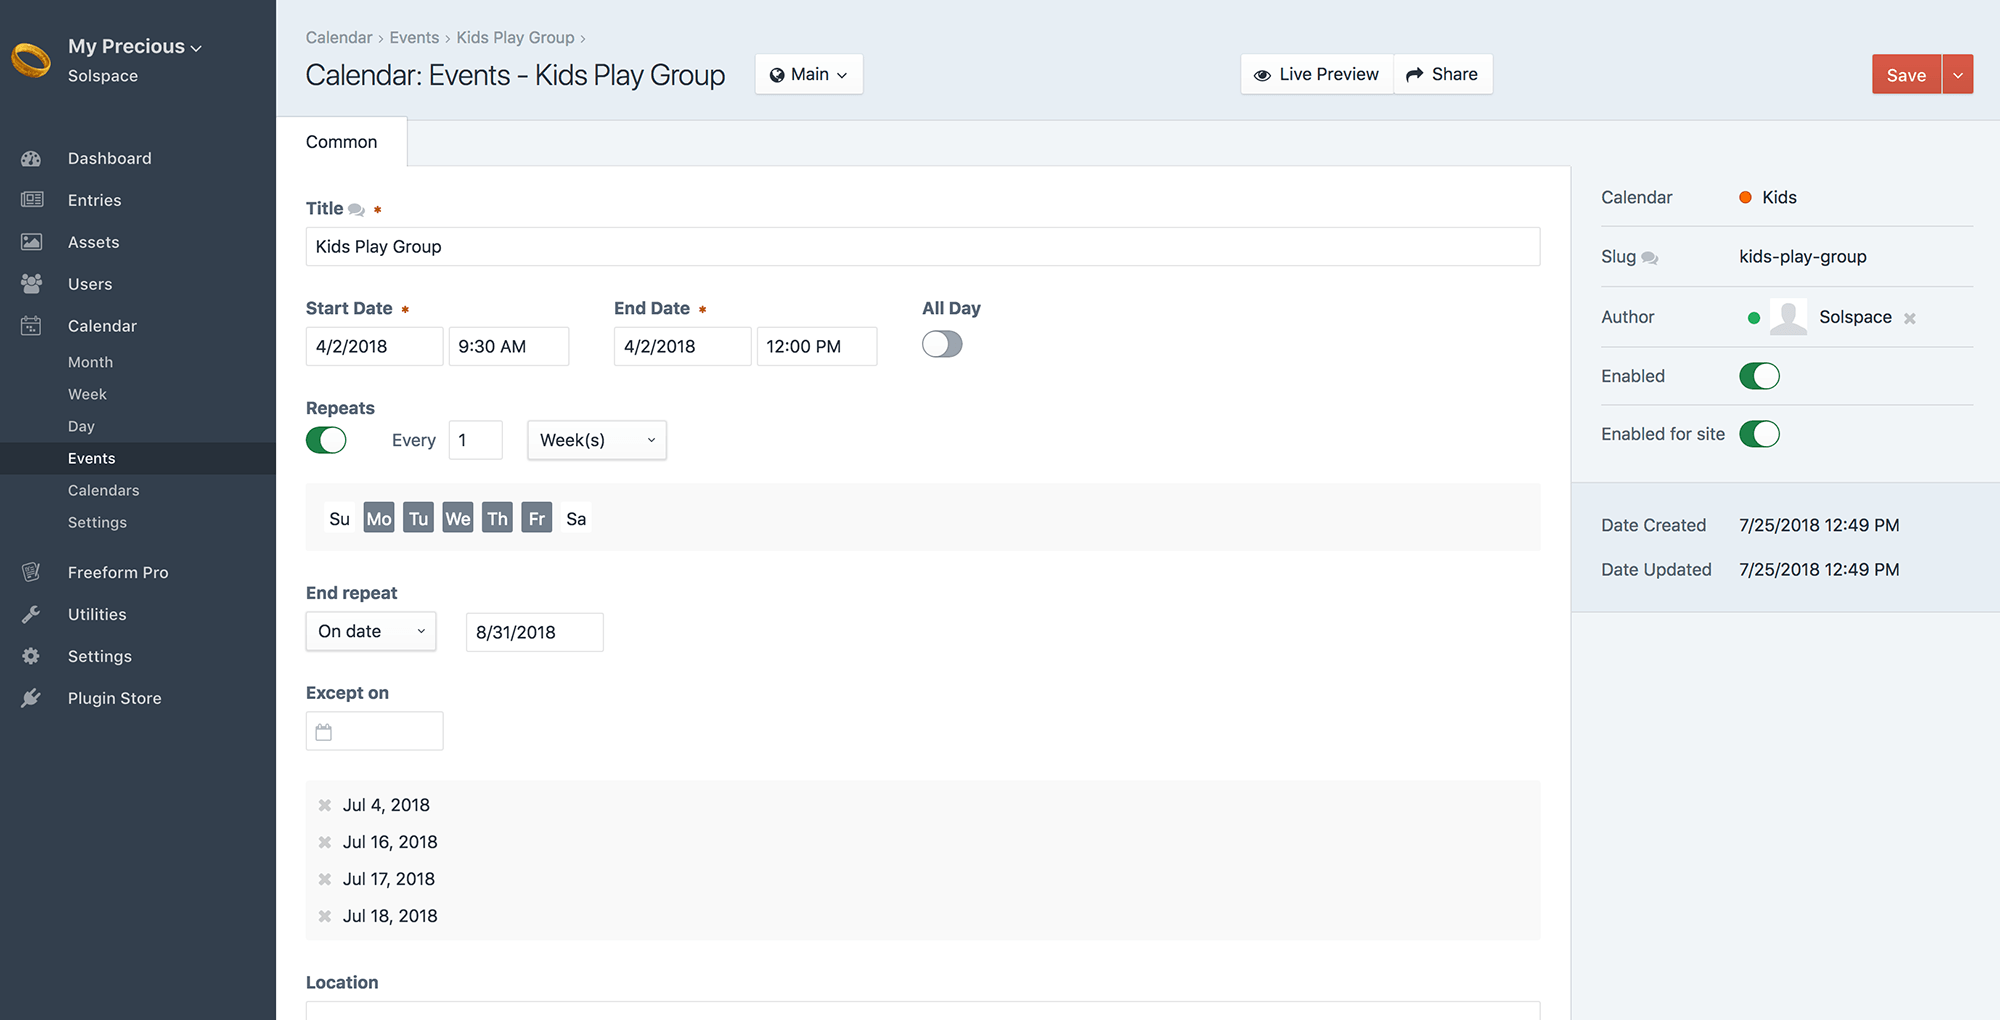 My Precious
Solspace
Dashboard
Entries
Assets
Users
Calendar
Month
Week
Day
Events
Calendars
Settings
Freeform Pro
Utilities
Settings
Plugin Store
Calendar › Events › Kids Play Group ›
Calendar: Events - Kids Play Group
Main
Live Preview
Share
Save
Common
Title *
Kids Play Group
Start Date * End Date * All Day
4/2/2018 9:30 AM 4/2/2018 12:00 PM
Repeats
Every 1 Week(s)
Su Mo Tu We Th Fr Sa
End repeat
On date 8/31/2018
Except on
Jul 4, 2018
Jul 16, 2018
Jul 17, 2018
Jul 18, 2018
Location
Calendar Kids
Slug kids-play-group
Author Solspace
Enabled
Enabled for site
Date Created 7/25/2018 12:49 PM
Date Updated 7/25/2018 12:49 PM